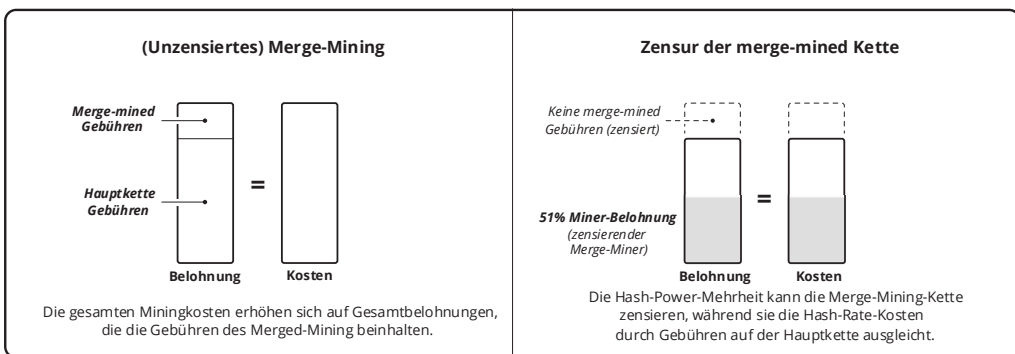 (Unzensiertes) Merge-Mining
Merge-mined
Gebühren
Hauptkette
Gebühren
=
Belohnung
Kosten
Die gesamten Miningkosten erhöhen sich auf Gesamtbelohnungen,
die die Gebühren des Merged-Mining beinhalten.
Zensur der merge-mined Kette
Keine merge-mined
Gebühren (zensiert)
51% Miner-Belohnung
(zensierender
Merge-Miner)
=
Belohnung
Kosten
Die Hash-Power-Mehrheit kann die Merge-Mining-Kette
zensieren, während sie die Hash-Rate-Kosten
durch Gebühren auf der Hauptkette ausgleicht.